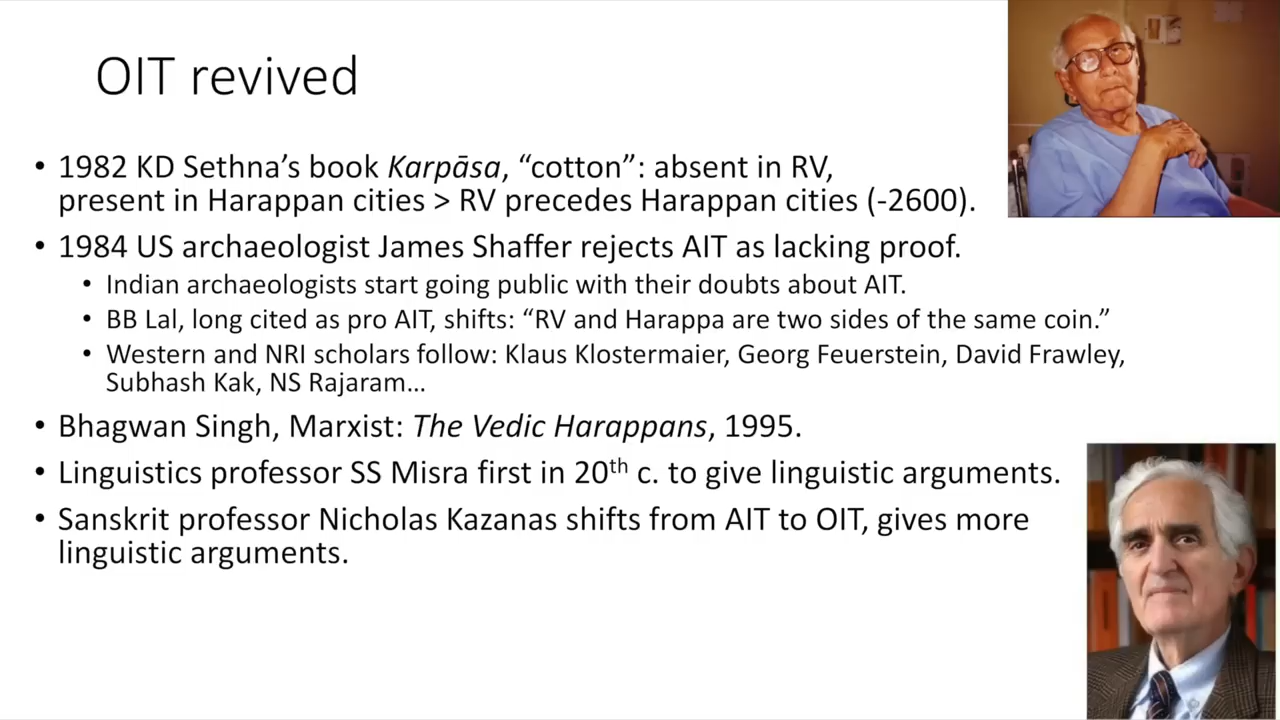 OIT revived
• 1982 KD Sethna’s book Karpāsa, “cotton”: absent in RV,
present in Harappan cities > RV precedes Harappan cities (-2600).
• 1984 US archaeologist James Shaffer rejects AIT as lacking proof.
• Indian archaeologists start going public with their doubts about AIT.
• BB Lal, long cited as pro AIT, shifts: “RV and Harappa are two sides of the same coin.”
• Western and NRI scholars follow: Klaus Klostermaier, Georg Feuerstein, David Frawley,
Subhash Kak, NS Rajaram…
• Bhagwan Singh, Marxist: The Vedic Harappans, 1995.
• Linguistics professor SS Misra first in 20th c. to give linguistic arguments.
• Sanskrit professor Nicholas Kazanas shifts from AIT to OIT, gives more
linguistic arguments.